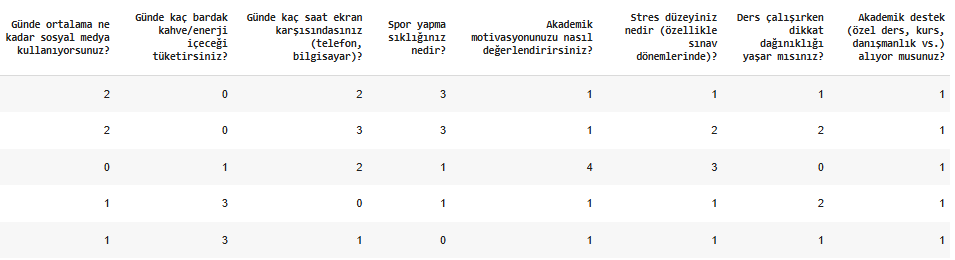 Günde ortalama ne kadar sosyal medya kullanıyorsunuz? Günde kaç bardak kahve/enerji içeceği tüketirsiniz? Günde kaç saat ekran karşısındasınız (telefon, bilgisayar)? Spor yapma sıklığınız nedir? Akademik motivasyonunuzu nasıl değerlendirirsiniz? Stres düzeyiniz nedir (özellikle sınav dönemlerinde)? Ders çalışırken dikkat dağınıklığı yaşar mısınız? Akademik destek (özel ders, kurs, danışmanlık vs.) alıyor musunuz?
2 0 2 3 1 1 1 1
2 0 3 3 1 2 2 1
0 1 2 1 4 3 0 1
1 3 0 1 1 1 2 1
1 3 1 0 1 1 1 1